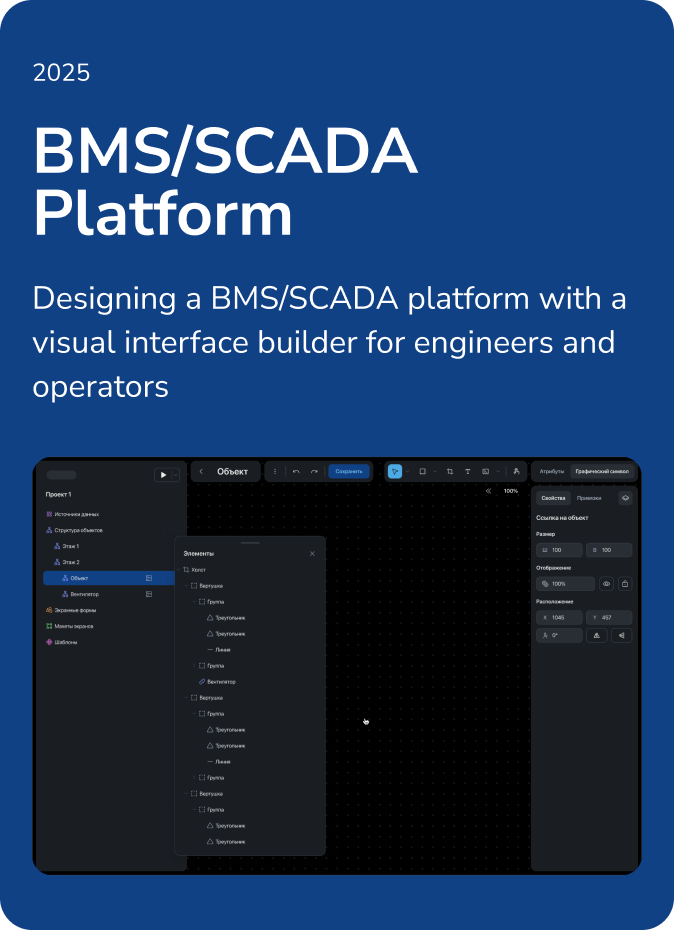 2025
BMS/SCADA
Platform
Designing a BMS/SCADA platform with a
visual interface builder for engineers and
operators
Объект
Сохранить
Атрибуты
Графический символ
100%
Проект 1
Источники данных
Структура объектов
Этаж 1
Этаж 2
Объект
Вентилятор
Экранные формы
Макеты экранов
Шаблоны
Элементы
Холст
Вертушка
Группа
Треугольник
Треугольник
Линия
Группа
Вентилятор
Вертушка
Группа
Треугольник
Треугольник
Линия
Группа
Вертушка
Группа
Треугольник
Треугольник
Свойства
Привязки
Ссылка на объект
Размер
Ш 100
В 100
Отображение
100%
Расположение
X 1045
Y 457
0°